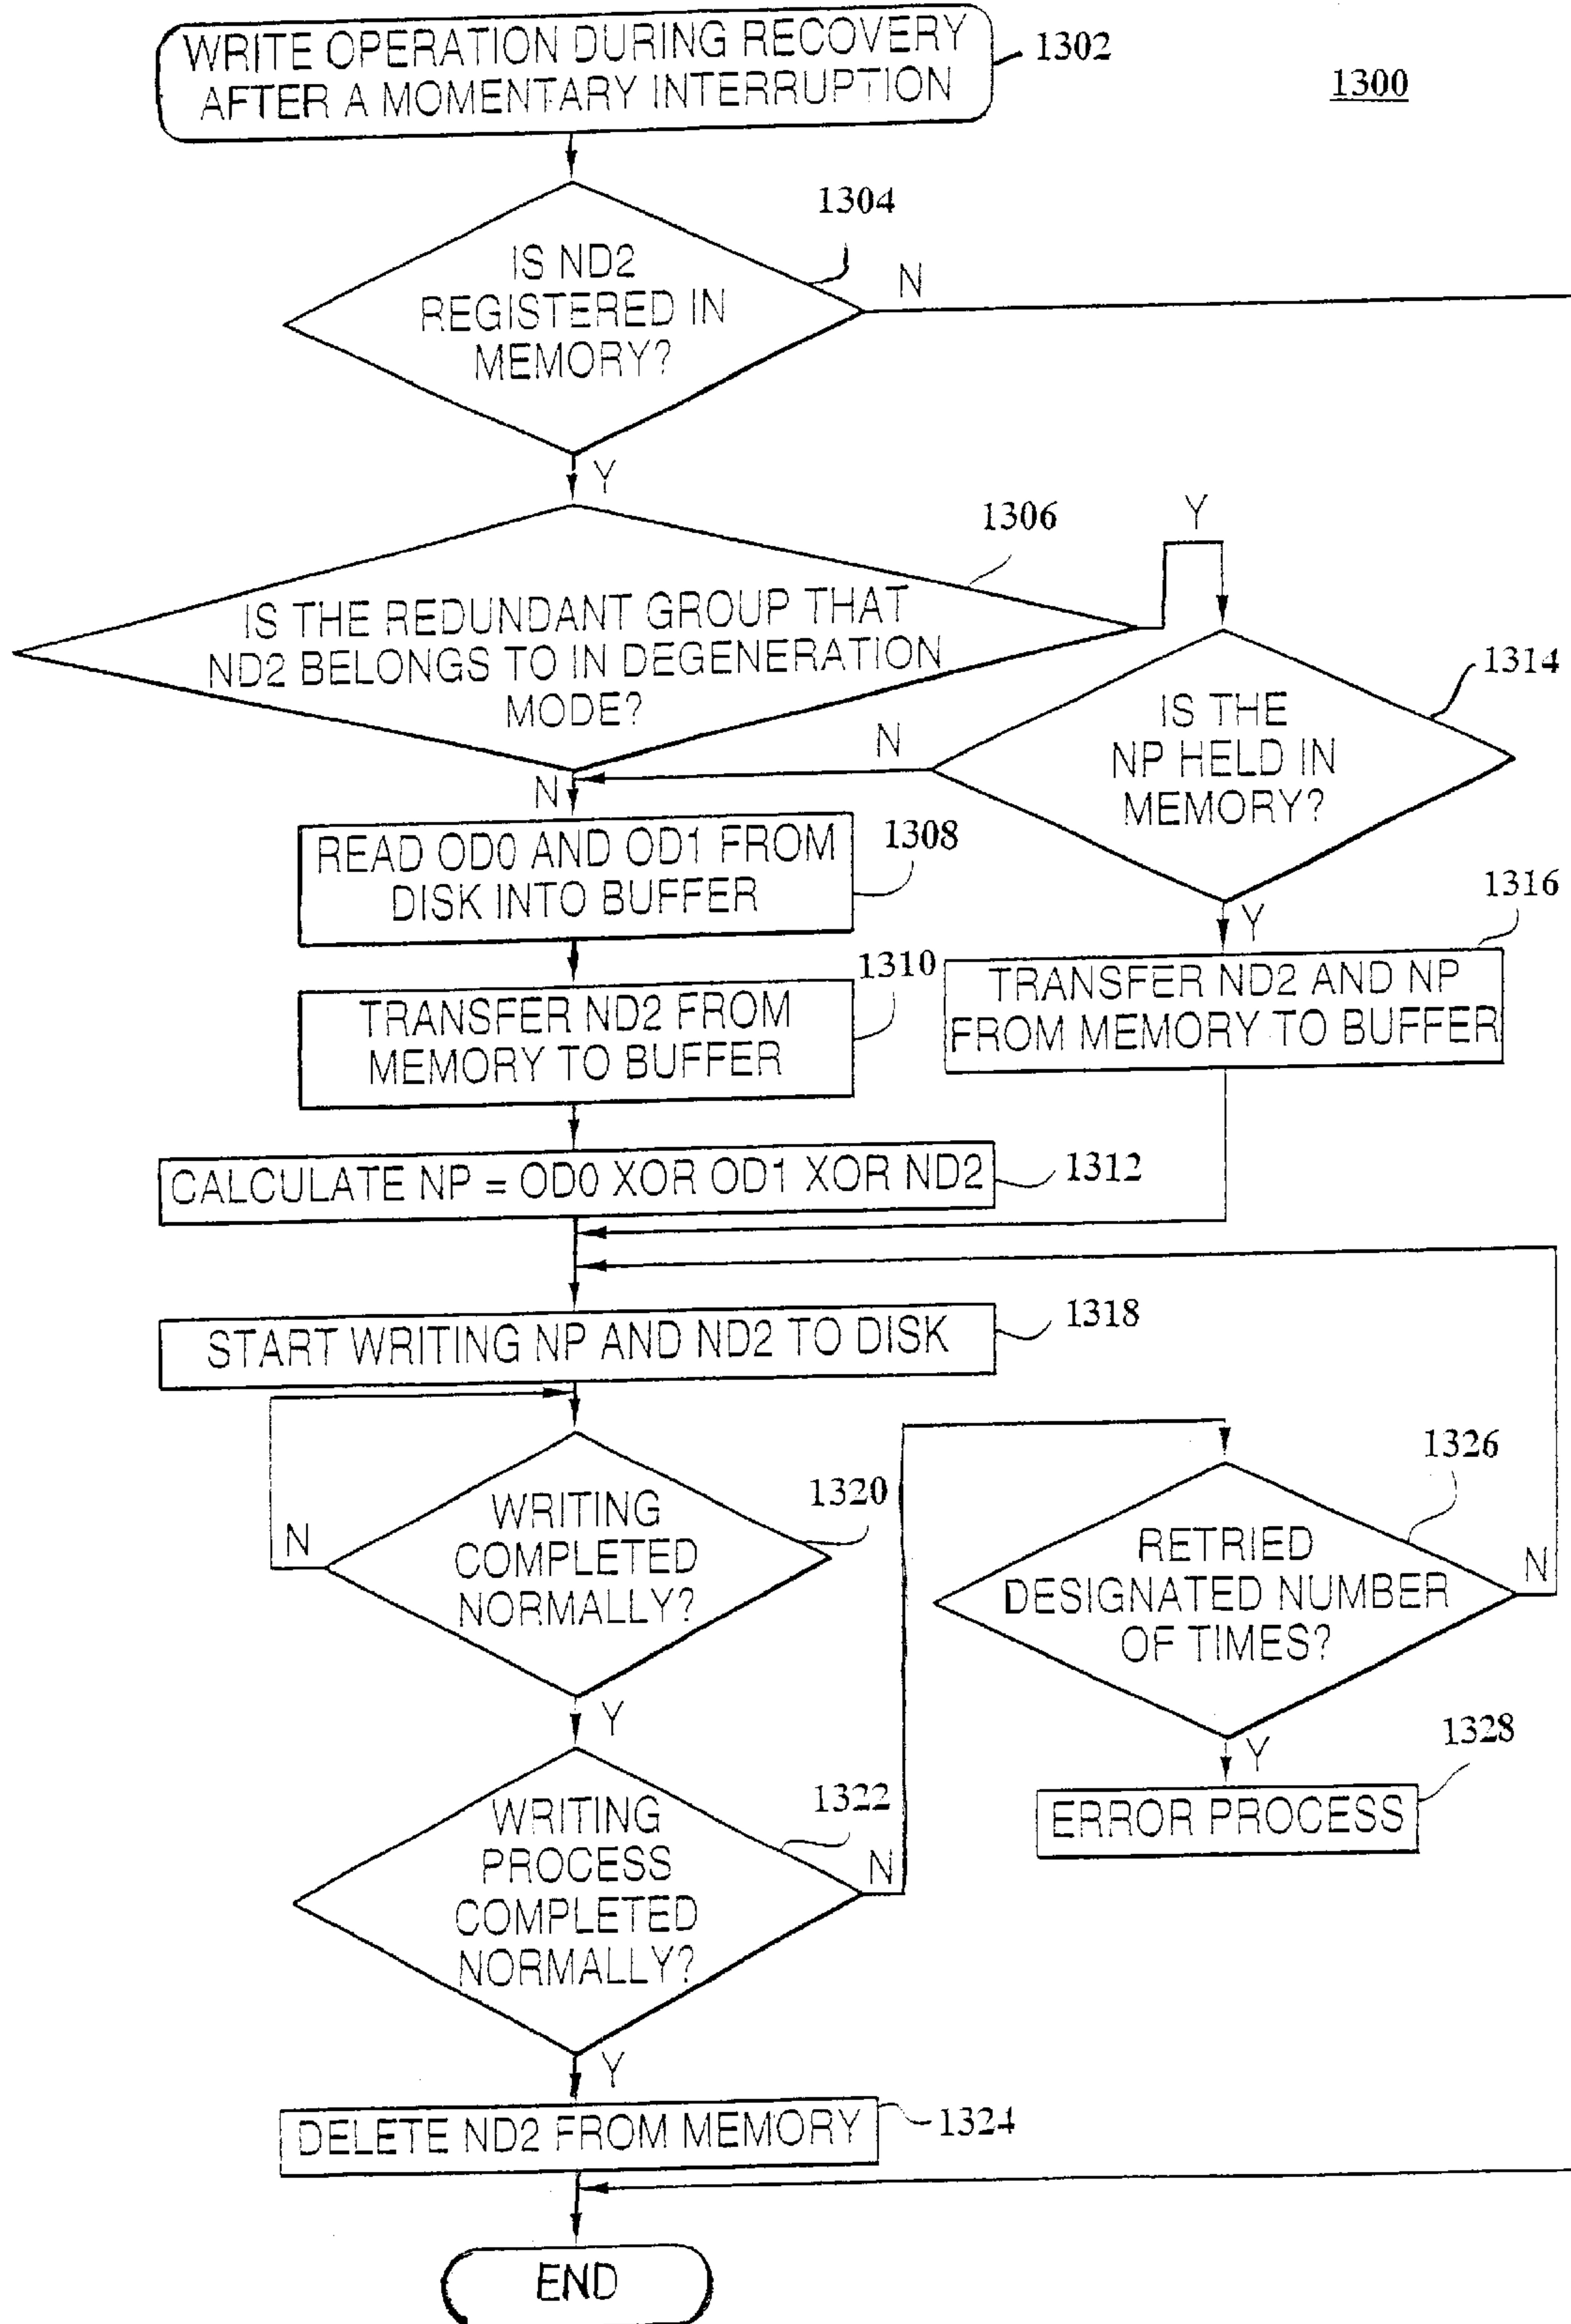 WRITE OPERATION DURING RECOVERY
AFTER A MOMENTARY INTERRUPTION
1302
1300
1304
IS ND2
REGISTERED IN
MEMORY?
N
Y
1306
IS THE REDUNDANT GROUP THAT
ND2 BELONGS TO IN DEGENERATION
MODE?
Y
1314
IS THE
NP HELD IN
MEMORY?
N
N
READ OD0 AND OD1 FROM
DISK INTO BUFFER
1308
Y
1316
TRANSFER ND2 AND NP
FROM MEMORY TO BUFFER
1310
TRANSFER ND2 FROM
MEMORY TO BUFFER
CALCULATE NP = OD0 XOR OD1 XOR ND2
1312
START WRITING NP AND ND2 TO DISK
1318
1320
WRITING
COMPLETED
NORMALLY?
N
Y
1326
RETRIED
DESIGNATED NUMBER
OF TIMES?
N
Y
1328
ERROR PROCESS
1322
WRITING
PROCESS
COMPLETED
NORMALLY?
N
Y
DELETE ND2 FROM MEMORY
1324
END